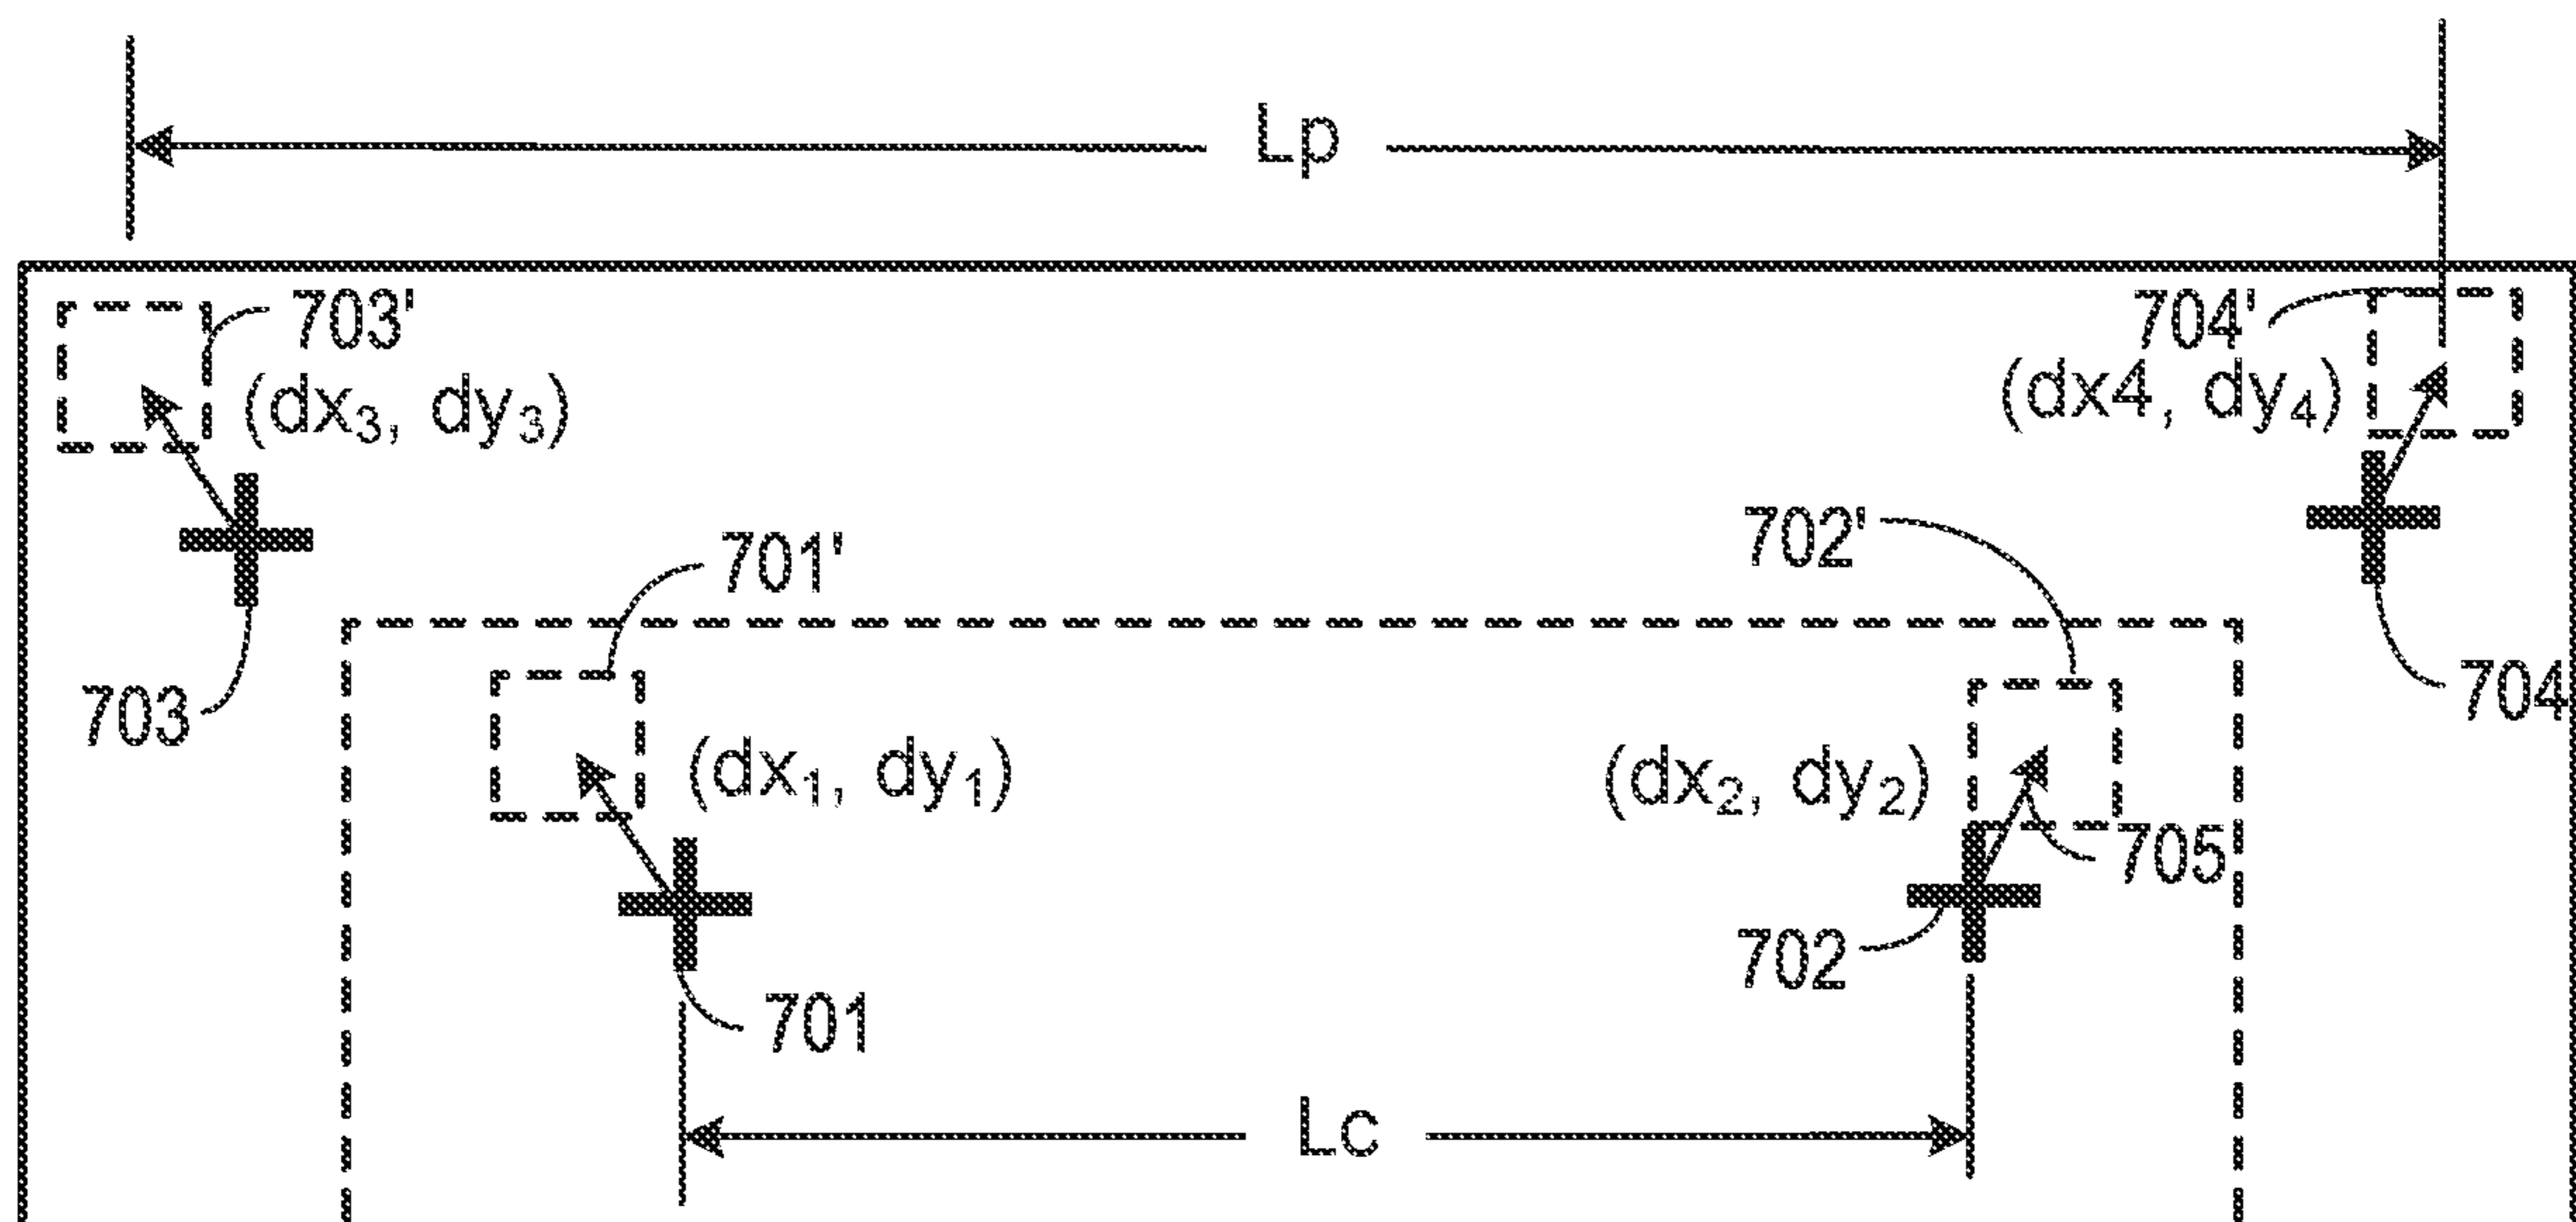 Lp
703'
704'
(dx₃, dy₃)
(dx4, dy₄)
701'
702'
703
704
(dx₁, dy₁)
(dx₂, dy₂)
705
702
701
Lc